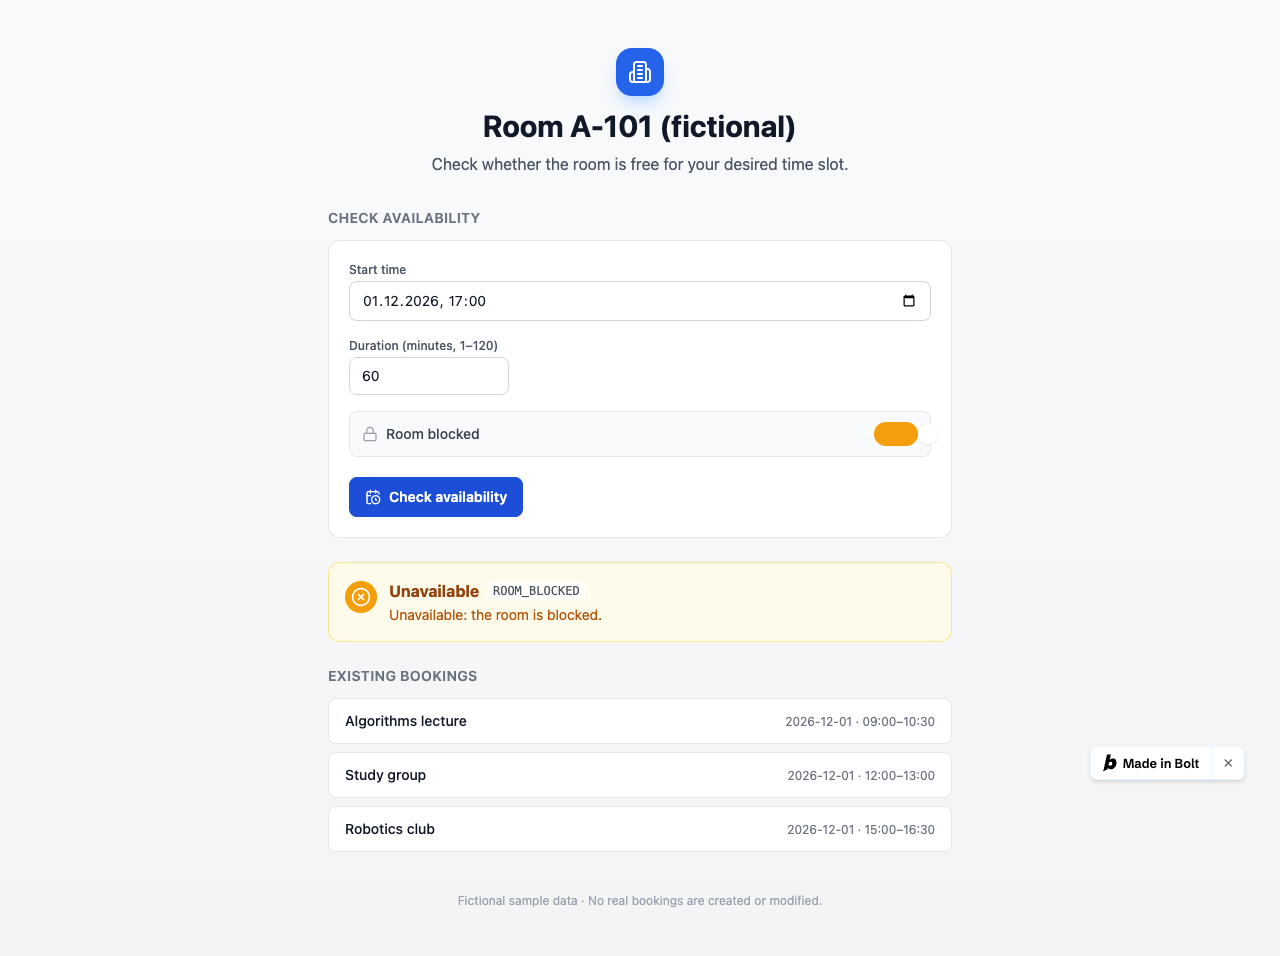 Room A-101 (fictional)
Check whether the room is free for your desired time slot.
CHECK AVAILABILITY
Start time
01.12.2026, 17:00
Duration (minutes, 1–120)
60
Room blocked
Check availability
Unavailable ROOM_BLOCKED
Unavailable: the room is blocked.
EXISTING BOOKINGS
Algorithms lecture 2026-12-01 · 09:00–10:30
Study group 2026-12-01 · 12:00–13:00
b Made in Bolt ×
Robotics club 2026-12-01 · 15:00–16:30
Fictional sample data · No real bookings are created or modified.